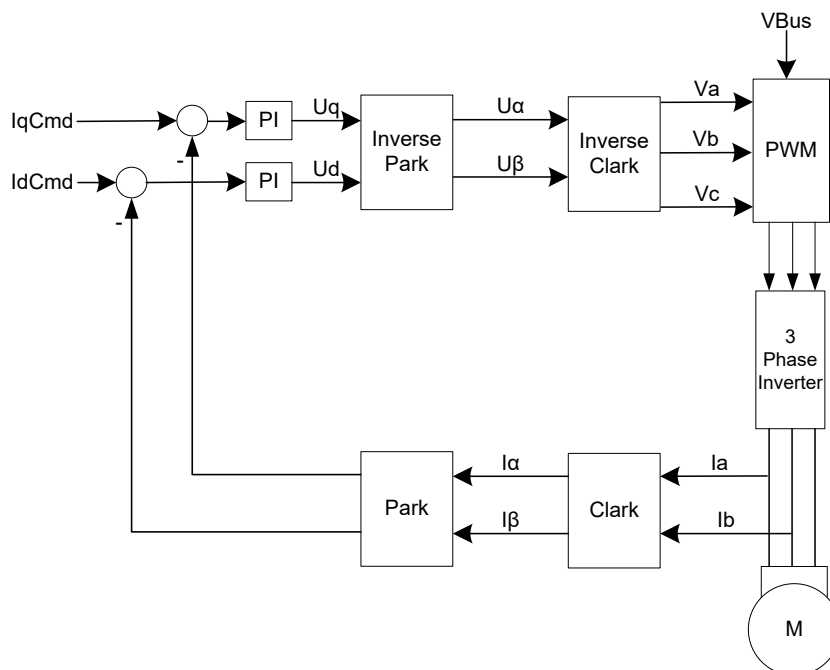 VBus
IqCmd
-
PI
Uq
Inverse
Park
Uα
Inverse
Clark
Va
PWM
IdCmd
-
PI
Ud
Uβ
Vb
Vc
3
Phase
Inverter
Park
Iα
Iβ
Clark
Ia
Ib
M